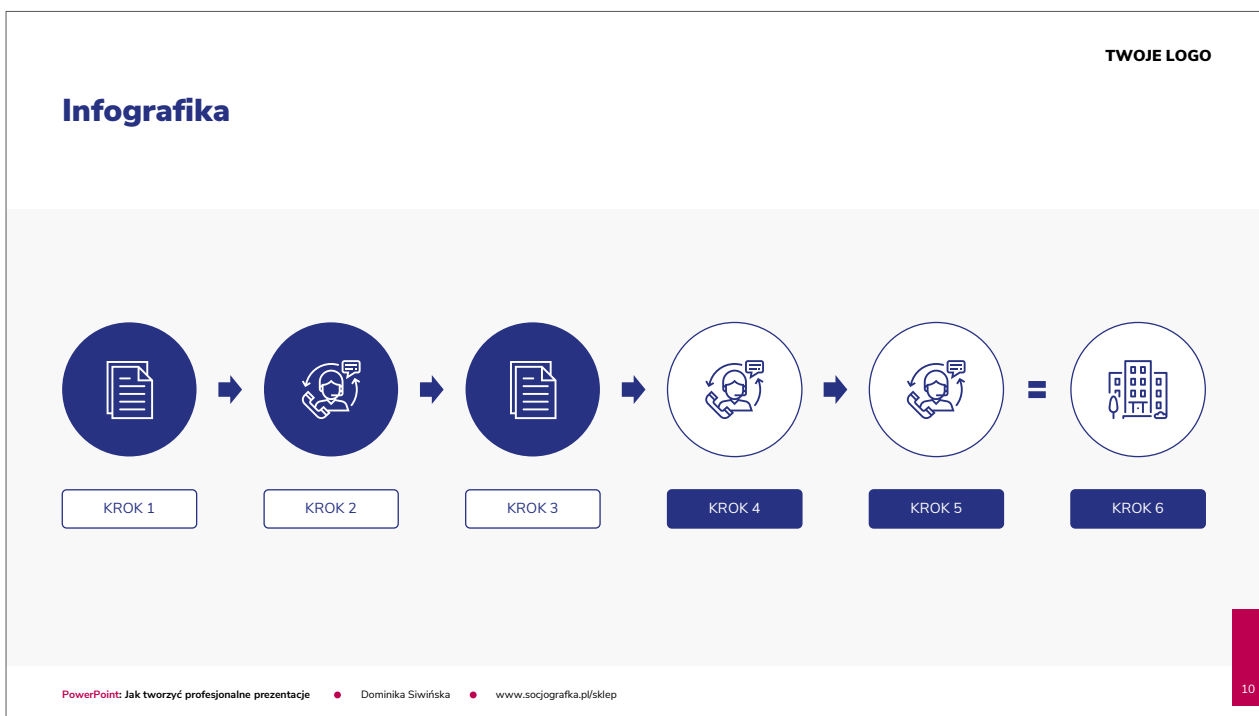 TWOJE LOGO
Infografika
KROK 1
KROK 2
KROK 3
KROK 4
KROK 5
KROK 6
PowerPoint: Jak tworzyć profesjonalne prezentacje ● Dominika Siwińska ● www.socjografka.pl/sklep
10